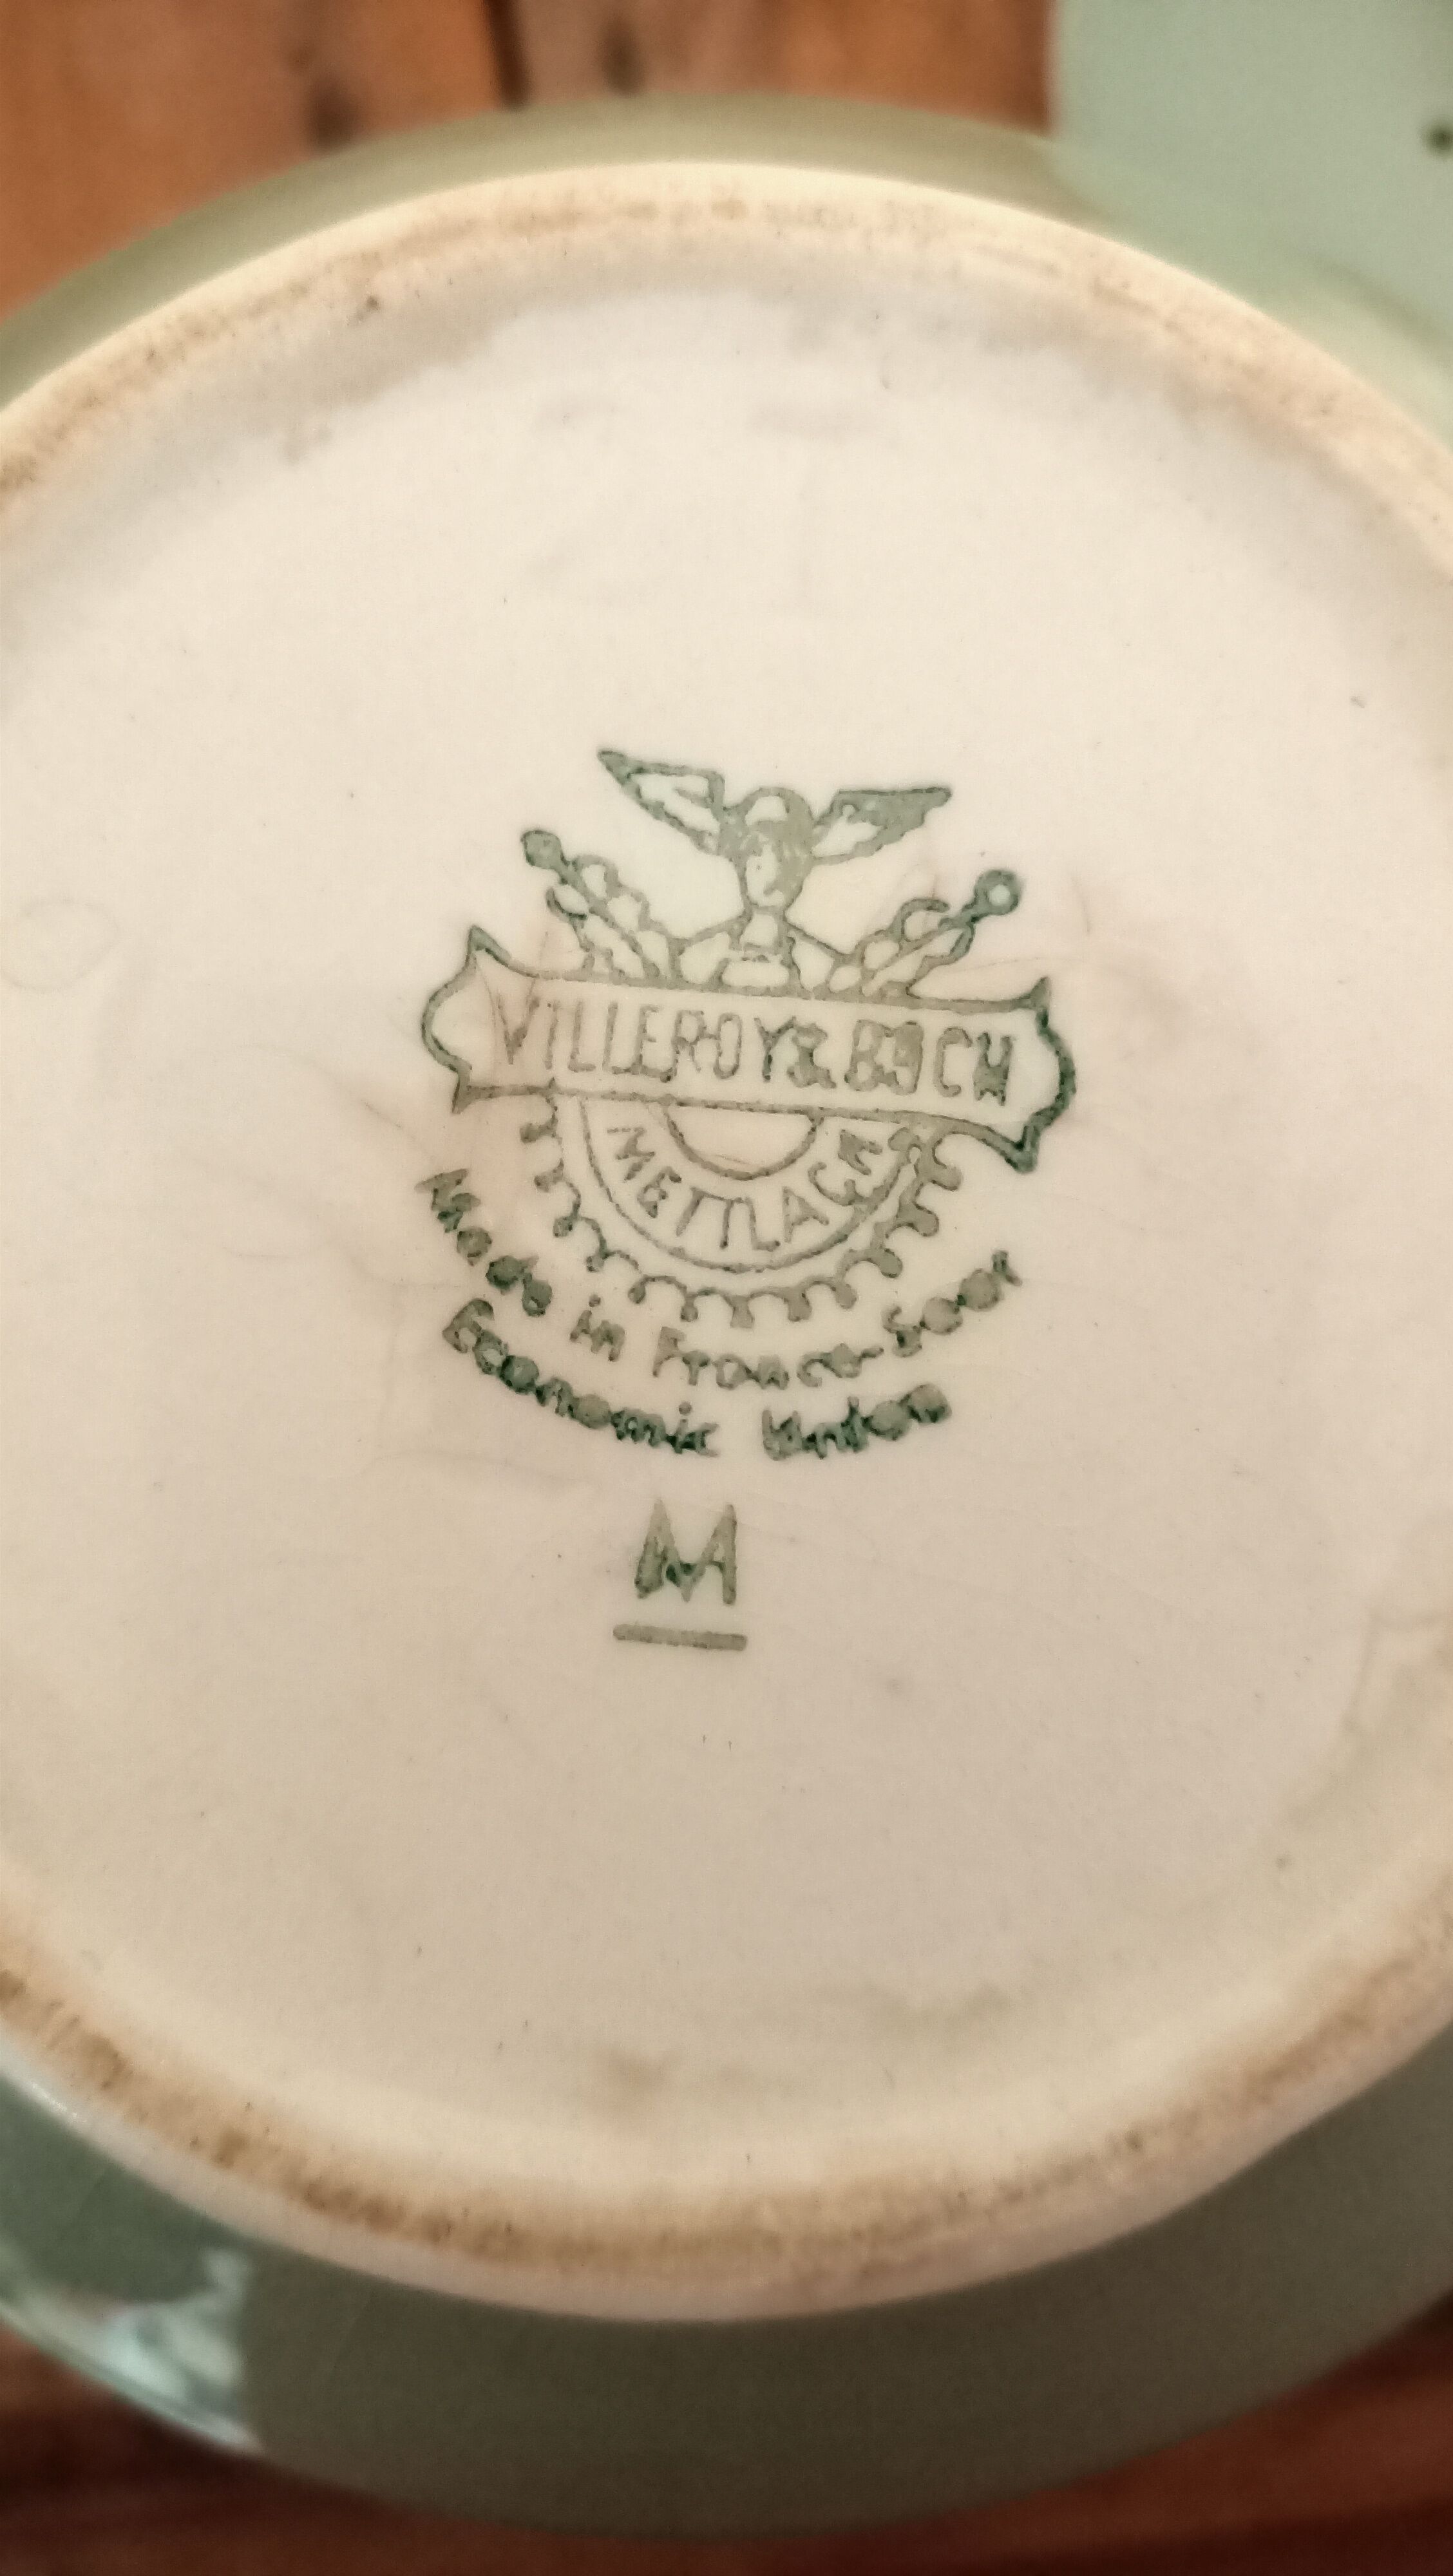 VILLEROY & BOCH
METTLACH
Made in France-Saar
Economic Union
M